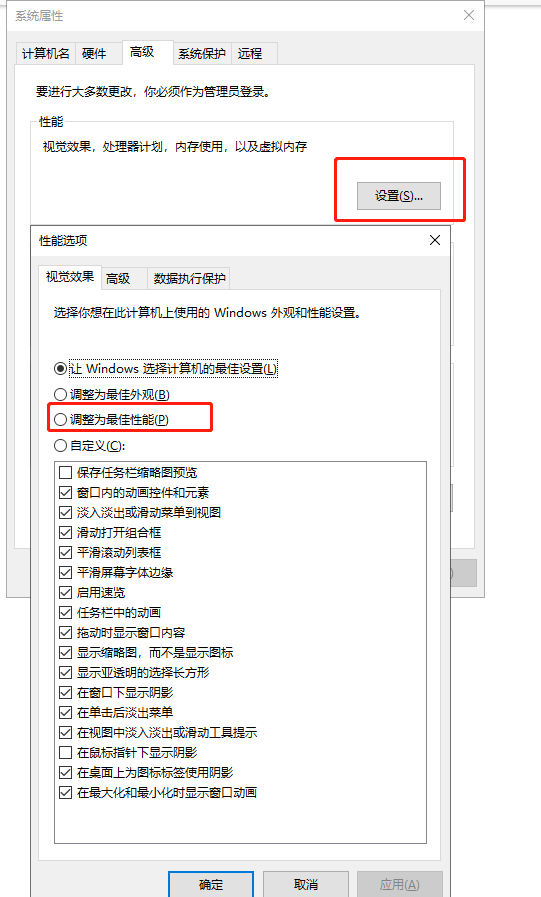 系统属性
计算机名 硬件 高级 系统保护 远程
要进行大多数更改，你必须作为管理员登录。
性能
视觉效果，处理器计划，内存使用，以及虚拟内存
设置(S)...
性能选项
视觉效果 高级 数据执行保护
选择你想在此计算机上使用的 Windows 外观和性能设置。
让 Windows 选择计算机的最佳设置(L)
调整为最佳外观(B)
调整为最佳性能(P)
自定义(C):
保存任务栏缩略图预览
窗口内的动画控件和元素
淡入淡出或滑动菜单到视图
滑动打开组合框
平滑滚动列表框
平滑屏幕字体边缘
启用速览
任务栏中的动画
拖动时显示窗口内容
显示缩略图，而不是显示图标
显示亚透明的选择长方形
在窗口下显示阴影
在单击后淡出菜单
在视图中淡入淡出或滑动工具提示
在鼠标指针下显示阴影
在桌面上为图标标签使用阴影
在最大化和最小化时显示窗口动画
确定 取消 应用(A)